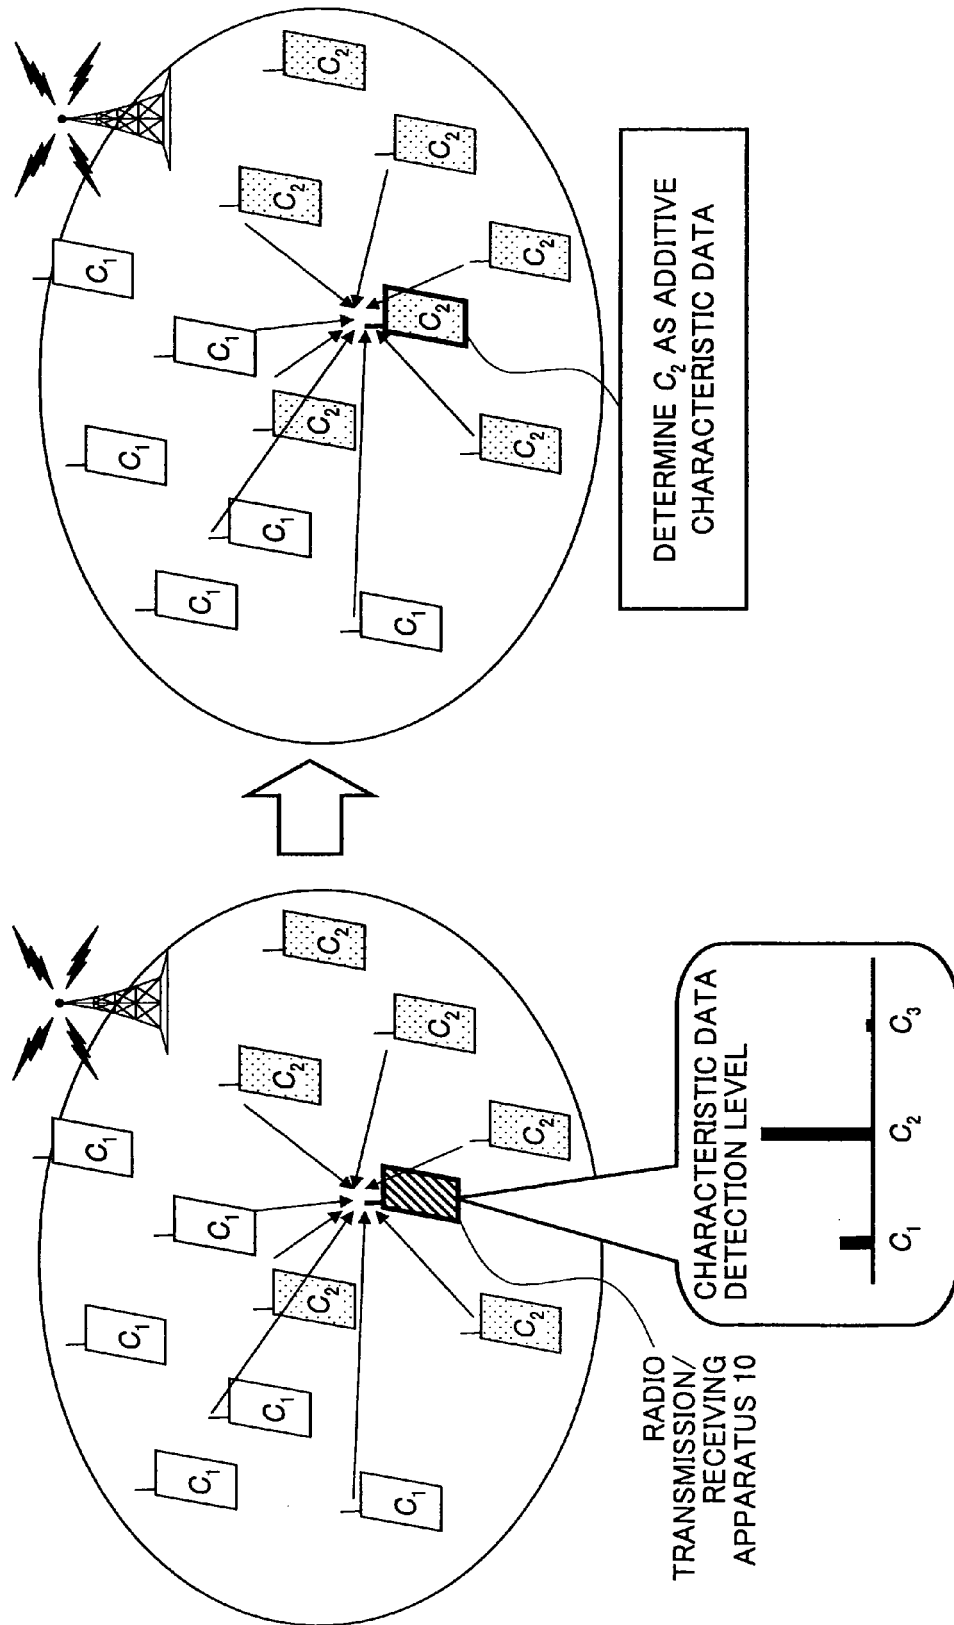 C₁
C₁
C₁
C₁
C₁
C₁
C₂
C₂
C₂
C₂
C₂
C₂
RADIO
TRANSMISSION/
RECEIVING
APPARATUS 10
CHARACTERISTIC DATA
DETECTION LEVEL
C₁ C₂ C₃
C₁
C₁
C₁
C₁
C₁
C₁
C₂
C₂
C₂
C₂
C₂
C₂
C₂
DETERMINE C₂ AS ADDITIVE
CHARACTERISTIC DATA